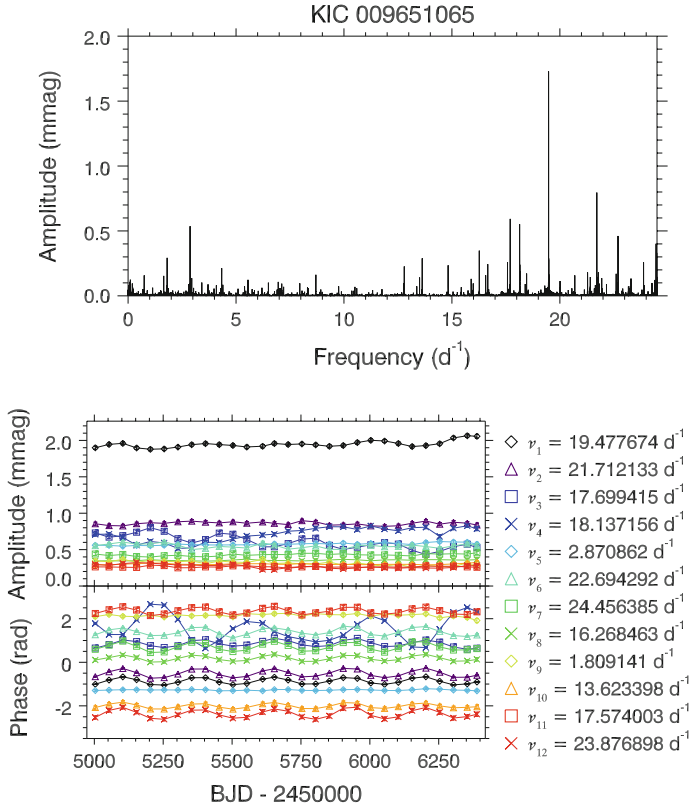 KIC 009651065
2.0
1.5
1.0
0.5
0.0
Amplitude (mmag)
0 5 10 15 20
Frequency (d⁻¹)
2.0
1.5
1.0
0.5
0.0
Amplitude (mmag)
2
0
-2
Phase (rad)
5000 5250 5500 5750 6000 6250
BJD - 2450000
ν₁ = 19.477674 d⁻¹
ν₂ = 21.712133 d⁻¹
ν₃ = 17.699415 d⁻¹
ν₄ = 18.137156 d⁻¹
ν₅ = 2.870862 d⁻¹
ν₆ = 22.694292 d⁻¹
ν₇ = 24.456385 d⁻¹
ν₈ = 16.268463 d⁻¹
ν₉ = 1.809141 d⁻¹
ν₁₀ = 13.623398 d⁻¹
ν₁₁ = 17.574003 d⁻¹
ν₁₂ = 23.876898 d⁻¹